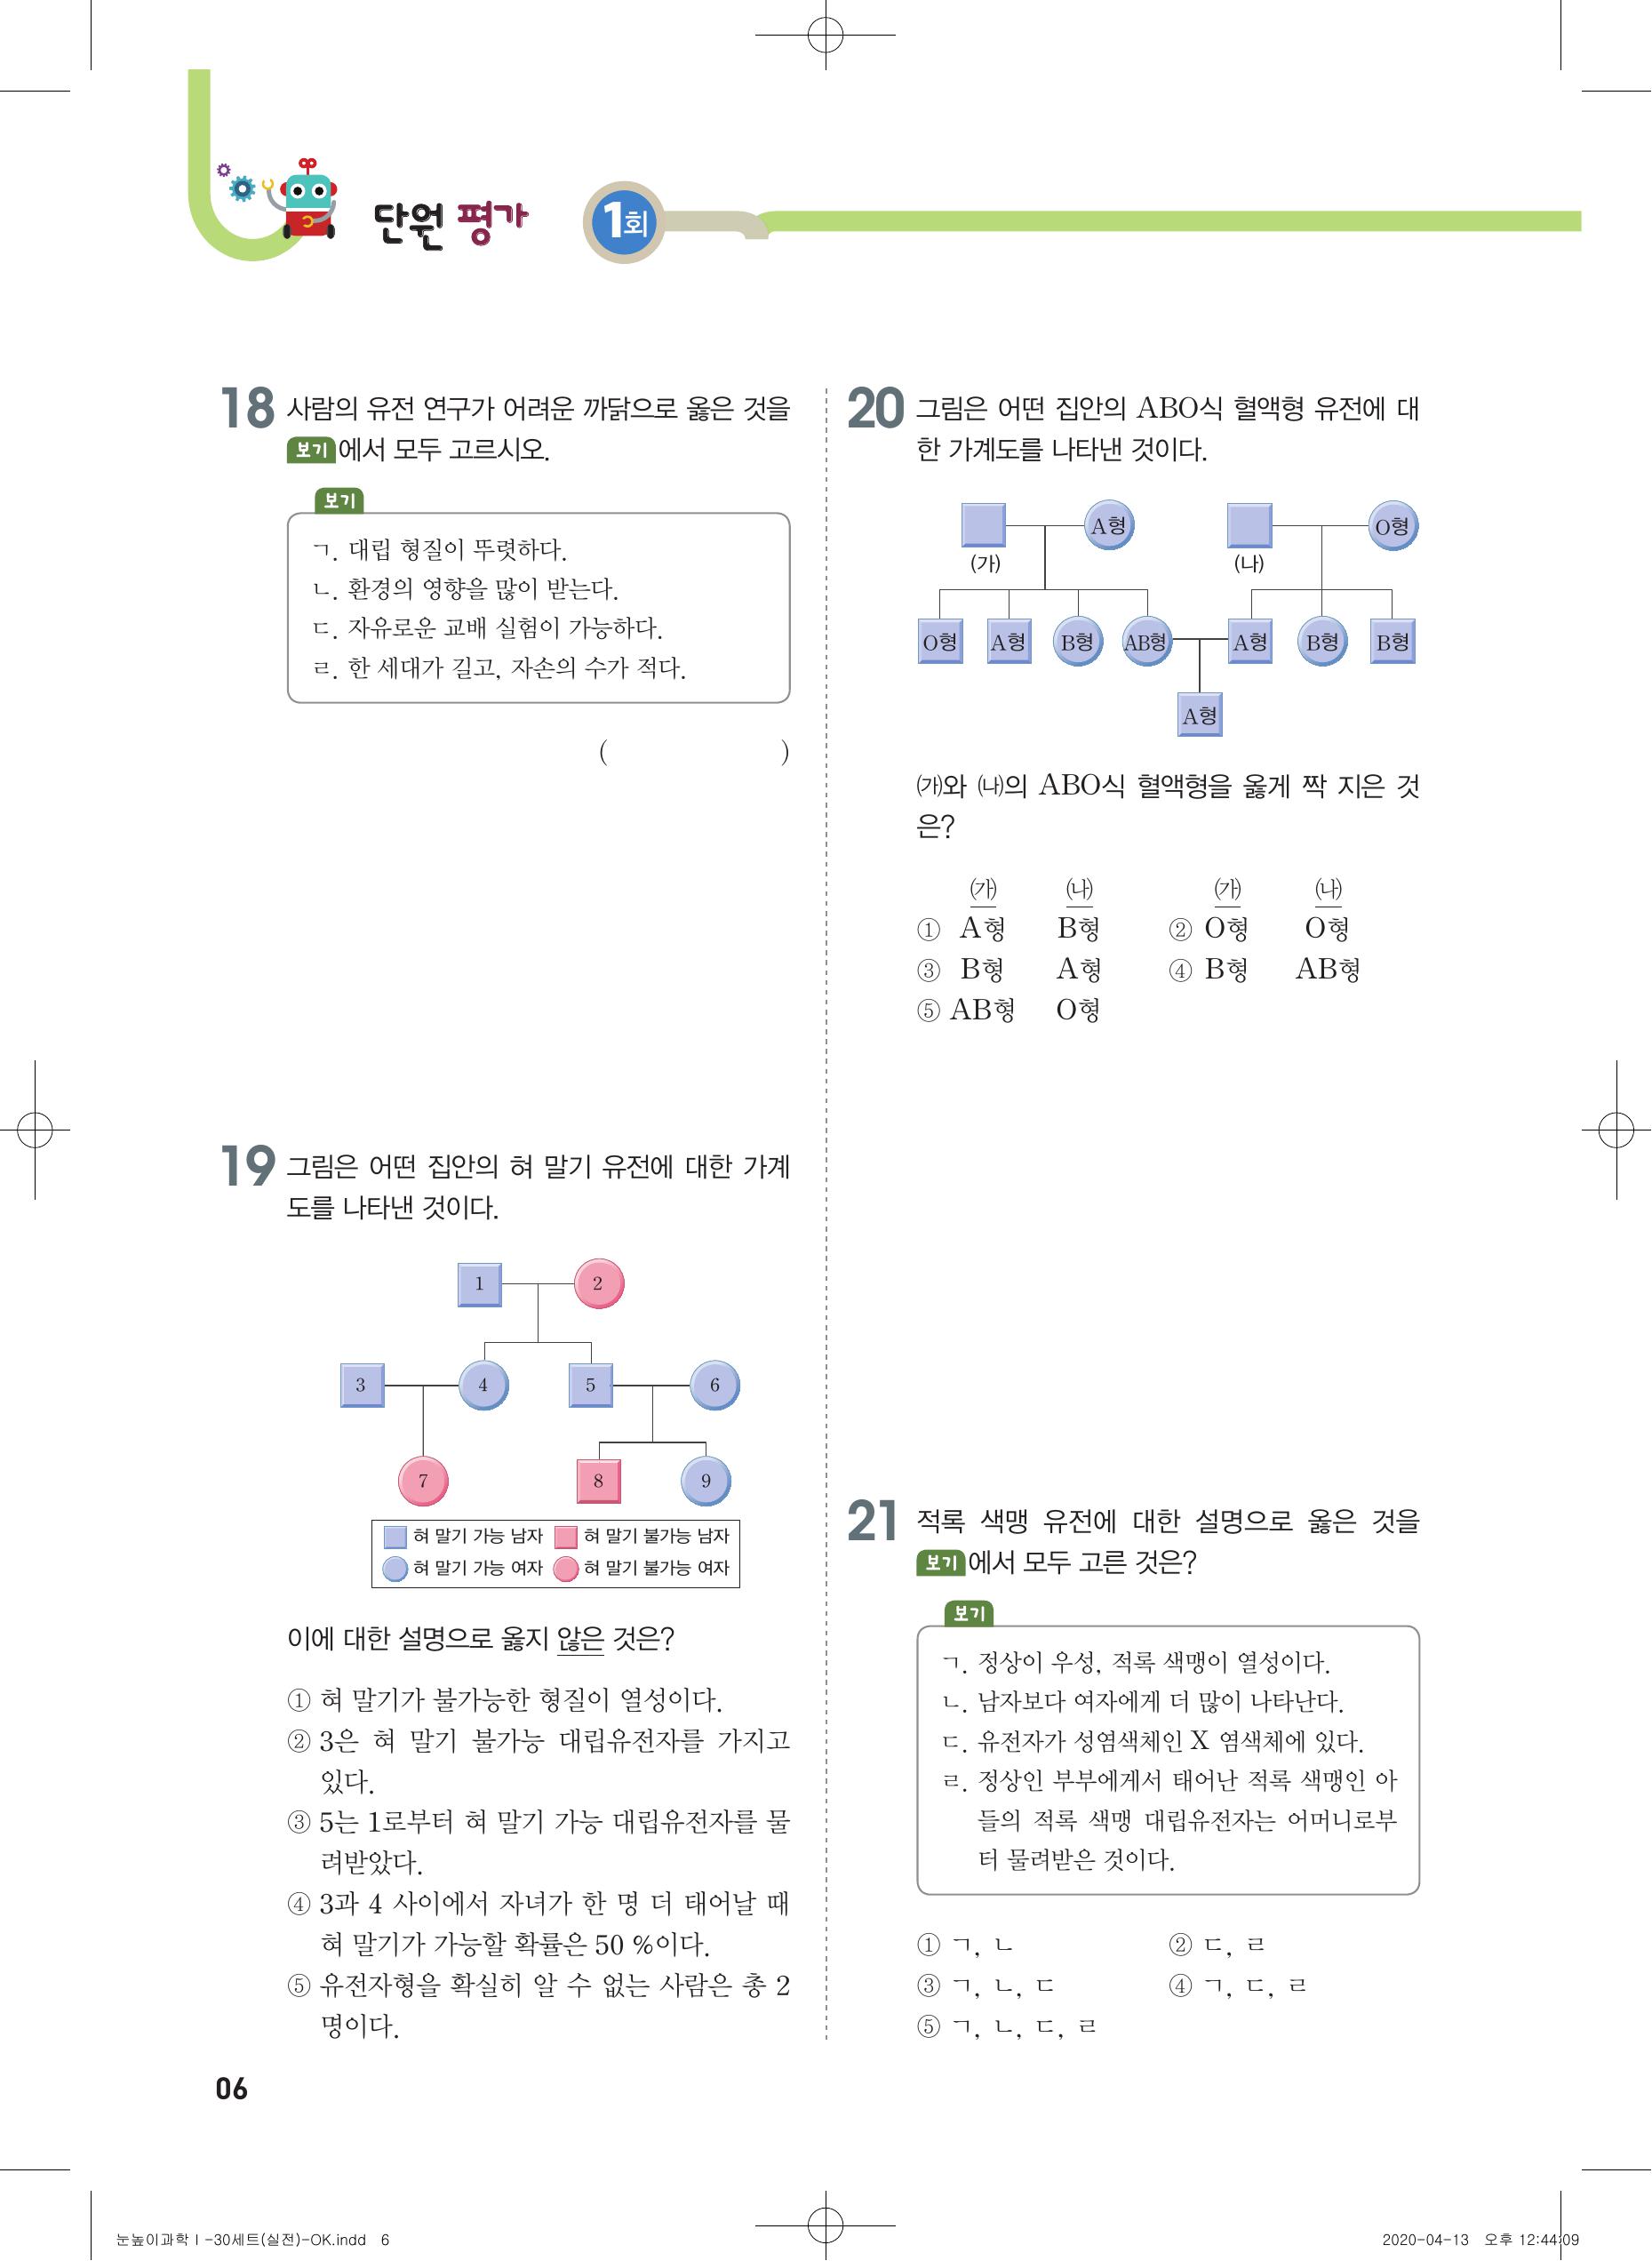 단원 평가 1회
18 사람의 유전 연구가 어려운 까닭으로 옳은 것을
보기 에서 모두 고르시오.
보기
ㄱ. 대립 형질이 뚜렷하다.
ㄴ. 환경의 영향을 많이 받는다.
ㄷ. 자유로운 교배 실험이 가능하다.
ㄹ. 한 세대가 길고, 자손의 수가 적다.
( )
19 그림은 어떤 집안의 혀 말기 유전에 대한 가계
도를 나타낸 것이다.
1 2
3 4 5 6
7 8 9
혀 말기 가능 남자 혀 말기 불가능 남자
혀 말기 가능 여자 혀 말기 불가능 여자
이에 대한 설명으로 옳지 않은 것은?
① 혀 말기가 불가능한 형질이 열성이다.
② 3은 혀 말기 불가능 대립유전자를 가지고
있다.
③ 5는 1로부터 혀 말기 가능 대립유전자를 물
려받았다.
④ 3과 4 사이에서 자녀가 한 명 더 태어날 때
혀 말기가 가능할 확률은 50 %이다.
⑤ 유전자형을 확실히 알 수 없는 사람은 총 2
명이다.
20 그림은 어떤 집안의 ABO식 혈액형 유전에 대
한 가계도를 나타낸 것이다.
A형 O형
(가) (나)
O형 A형 B형 AB형 A형 B형 B형
A형
㈎와 ㈏의 ABO식 혈액형을 옳게 짝 지은 것
은?
㈎ ㈏ ㈎ ㈏
① A형 B형 ② O형 O형
③ B형 A형 ④ B형 AB형
⑤ AB형 O형
21 적록 색맹 유전에 대한 설명으로 옳은 것을
보기 에서 모두 고른 것은?
보기
ㄱ. 정상이 우성, 적록 색맹이 열성이다.
ㄴ. 남자보다 여자에게 더 많이 나타난다.
ㄷ. 유전자가 성염색체인 X 염색체에 있다.
ㄹ. 정상인 부부에게서 태어난 적록 색맹인 아
들의 적록 색맹 대립유전자는 어머니로부
터 물려받은 것이다.
① ㄱ, ㄴ ② ㄷ, ㄹ
③ ㄱ, ㄴ, ㄷ ④ ㄱ, ㄷ, ㄹ
⑤ ㄱ, ㄴ, ㄷ, ㄹ
06
눈높이과학Ⅰ-30세트(실전)-OK.indd 6 2020-04-13 오후 12:44:09